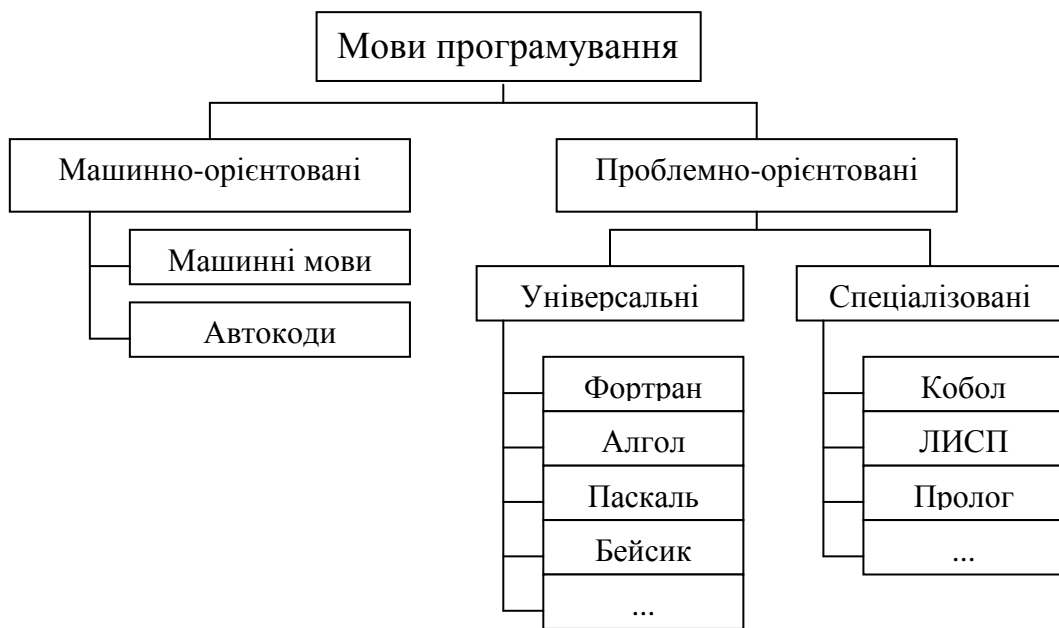 Мови програмування
Машинно-орієнтовані
Проблемно-орієнтовані
Машинні мови
Автокоди
Універсальні
Спеціалізовані
Фортран
Алгол
Паскаль
Бейсик
...
Кобол
ЛИСП
Пролог
...